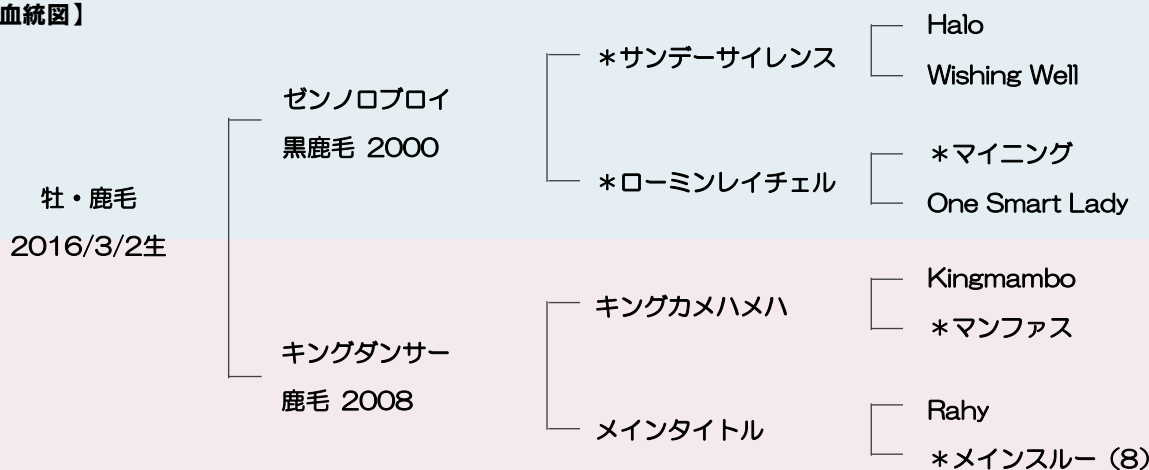 血統図】
牡・鹿毛
2016/3/2生
ゼンノロブロイ
黒鹿毛 2000
キングダンサー
鹿毛 2008
＊サンデーサイレンス
＊ローミンレイチェル
キングカメハメハ
メインタイトル
Halo
Wishing Well
＊マイニング
One Smart Lady
Kingmambo
＊マンファス
Rahy
＊メインスルー（8）